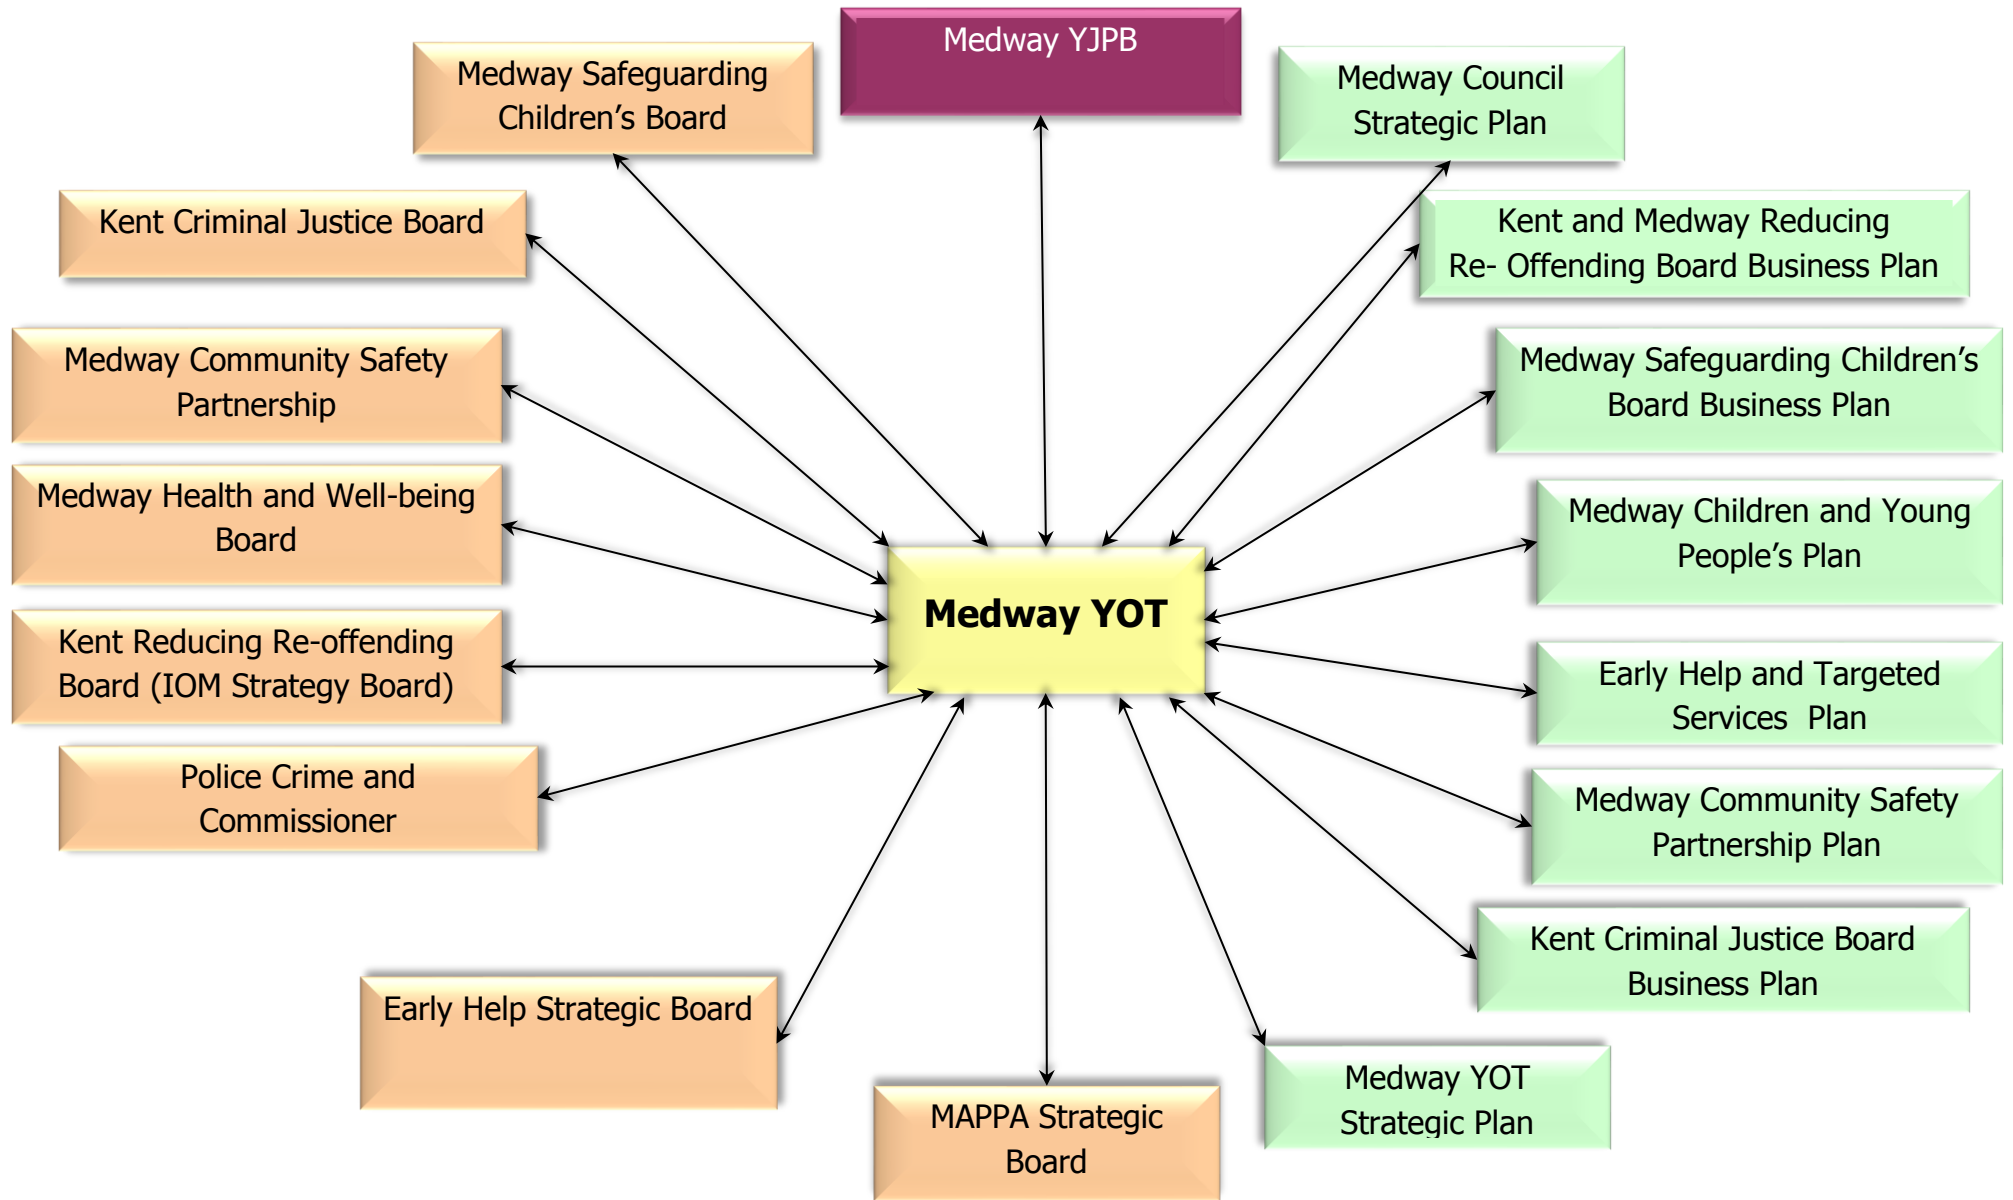 Medway YJPB
Medway Safeguarding
Children’s Board
Medway Council
Strategic Plan
Kent Criminal Justice Board
Kent and Medway Reducing
Re- Offending Board Business Plan
Medway Community Safety
Partnership
Medway Safeguarding Children’s
Board Business Plan
Medway Health and Well-being
Board
Medway Children and Young
People’s Plan
Medway YOT
Kent Reducing Re-offending
Board (IOM Strategy Board)
Early Help and Targeted
Services  Plan
Police Crime and
Commissioner
Medway Community Safety
Partnership Plan
Kent Criminal Justice Board
Business Plan
Early Help Strategic Board
Medway YOT
Strategic Plan
MAPPA Strategic
Board